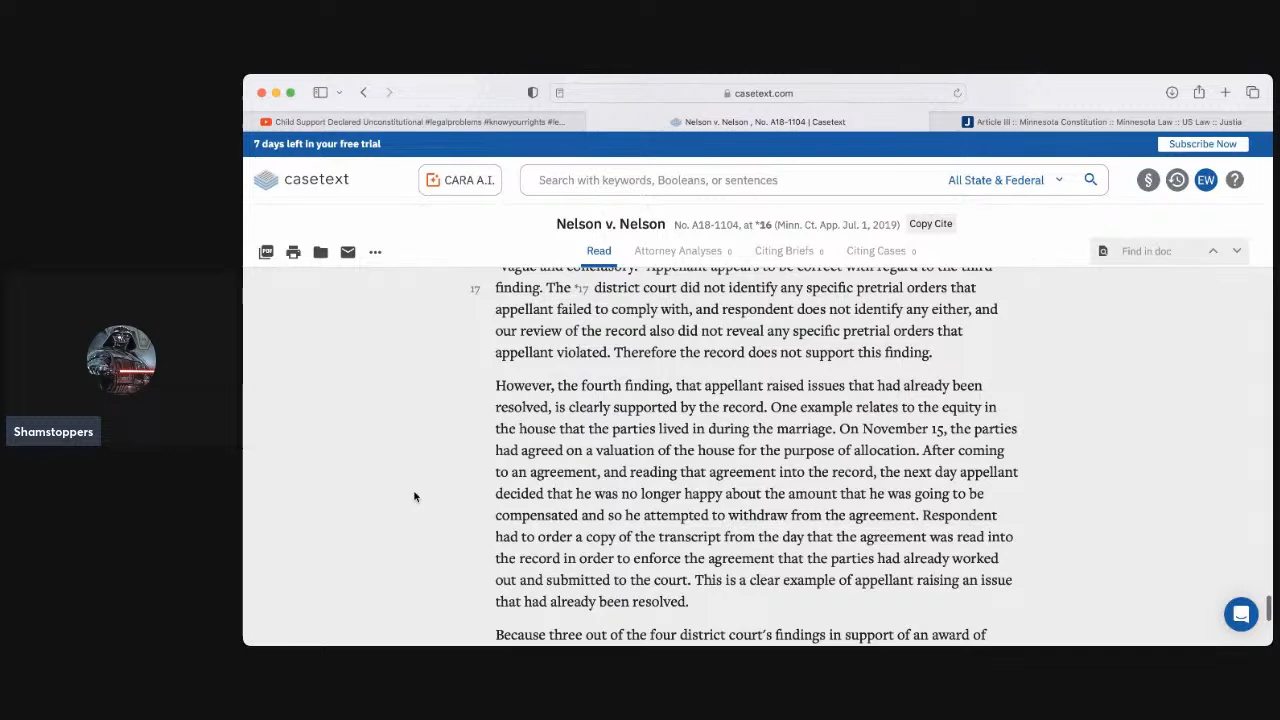 casetext.com
Child Support Declared Unconstitutional #legalproblems #knowyourrights #le...
Nelson v. Nelson , No. A18-1104 | Casetext
Article III :: Minnesota Constitution :: Minnesota Law :: US Law :: Justia
7 days left in your free trial
Subscribe Now
casetext
CARA A.I.
Search with keywords, Booleans, or sentences
All State & Federal
§
EW
?
Nelson v. Nelson No. A18-1104, at *16 (Minn. Ct. App. Jul. 1, 2019)
Copy Cite
PDF
Read
Attorney Analyses 0
Citing Briefs 0
Citing Cases 0
Find in doc
"vague and conclusory." Appellant appears to be correct with regard to the third
17 finding. The *17 district court did not identify any specific pretrial orders that
appellant failed to comply with, and respondent does not identify any either, and
our review of the record also did not reveal any specific pretrial orders that
appellant violated. Therefore the record does not support this finding.
However, the fourth finding, that appellant raised issues that had already been
resolved, is clearly supported by the record. One example relates to the equity in
the house that the parties lived in during the marriage. On November 15, the parties
had agreed on a valuation of the house for the purpose of allocation. After coming
to an agreement, and reading that agreement into the record, the next day appellant
decided that he was no longer happy about the amount that he was going to be
compensated and so he attempted to withdraw from the agreement. Respondent
had to order a copy of the transcript from the day that the agreement was read into
the record in order to enforce the agreement that the parties had already worked
out and submitted to the court. This is a clear example of appellant raising an issue
that had already been resolved.
Because three out of the four district court's findings in support of an award of
Shamstoppers